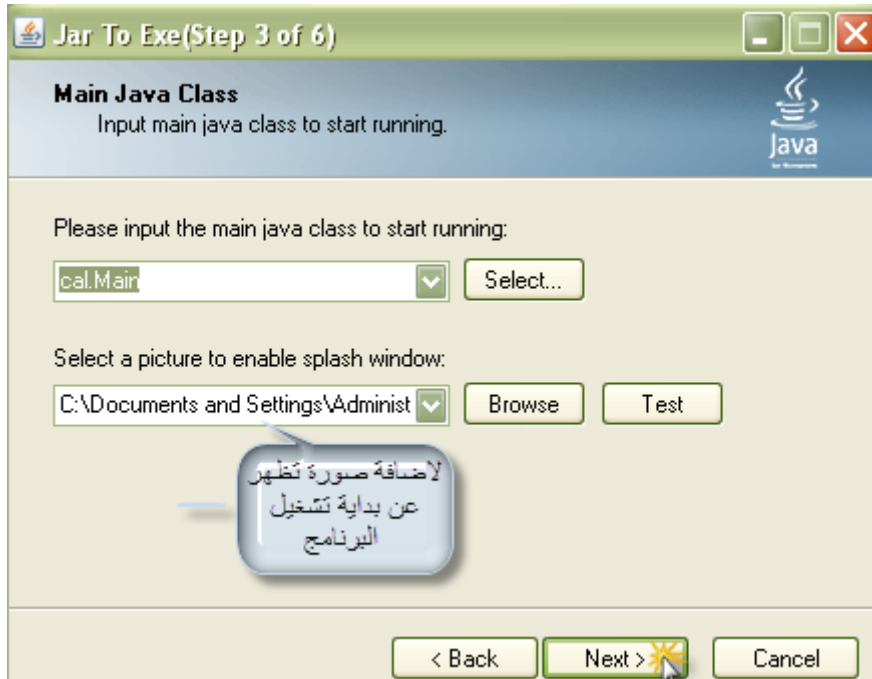 Jar To Exe(Step 3 of 6)
Main Java Class
Input main java class to start running.
Java
Please input the main java class to start running:
cal.Main
Select...
Select a picture to enable splash window:
C:\Documents and Settings\Administ
Browse
Test
لاضافة صورة تظهر
عن بداية تشغيل
البرنامج
< Back
Next >
Cancel